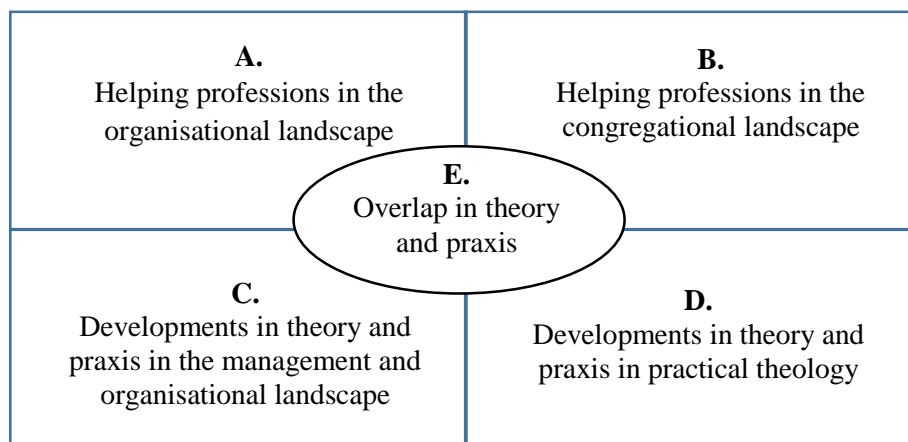 A.
Helping professions in the
organisational landscape
B.
Helping professions in the
congregational landscape
E.
Overlap in theory
and praxis
C.
Developments in theory and
praxis in the management and
organisational landscape
D.
Developments in theory and
praxis in practical theology